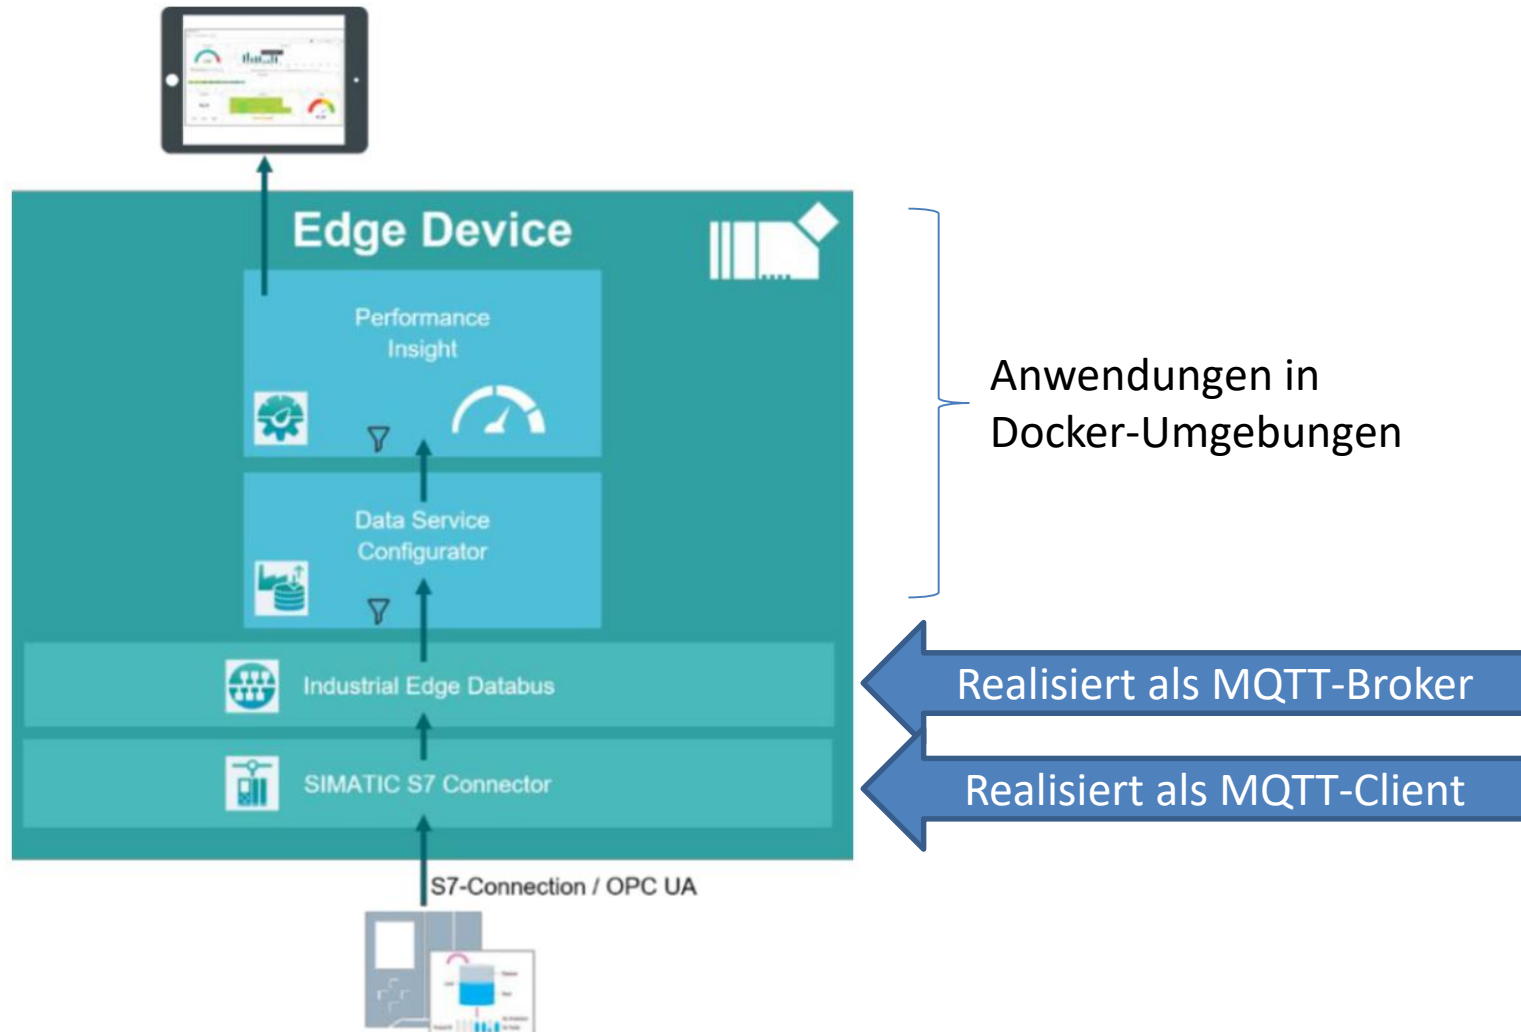 Edge Device
Performance
Insight
Data Service
Configurator
Industrial Edge Databus
SIMATIC S7 Connector
S7-Connection / OPC UA
Anwendungen in
Docker-Umgebungen
Realisiert als MQTT-Broker
Realisiert als MQTT-Client